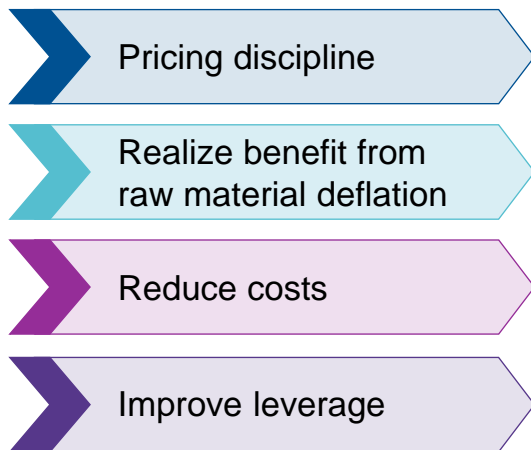 Pricing discipline
Realize benefit from
raw material deflation
Reduce costs
Improve leverage